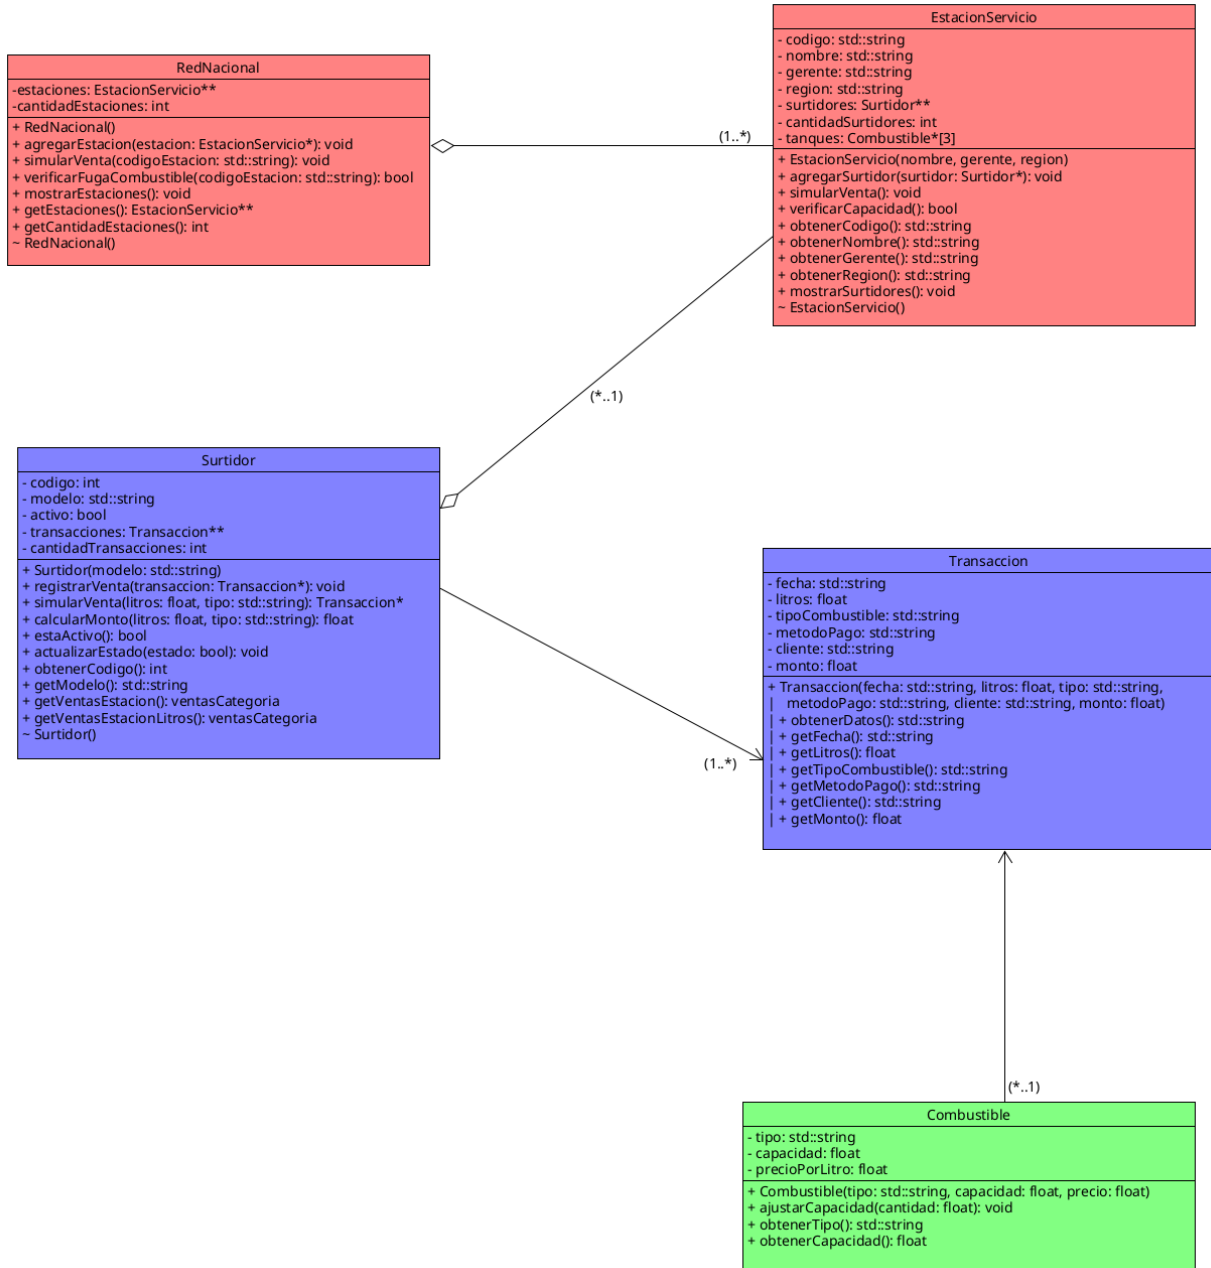 RedNacional
-estaciones: EstacionServicio**
-cantidadEstaciones: int
+ RedNacional()
+ agregarEstacion(estacion: EstacionServicio*): void
+ simularVenta(codigoEstacion: std::string): void
+ verificarFugaCombustible(codigoEstacion: std::string): bool
+ mostrarEstaciones(): void
+ getEstaciones(): EstacionServicio**
+ getCantidadEstaciones(): int
~ RedNacional()
(1..*)
EstacionServicio
- codigo: std::string
- nombre: std::string
- gerente: std::string
- region: std::string
- surtidores: Surtidor**
- cantidadSurtidores: int
- tanques: Combustible*[3]
+ EstacionServicio(nombre, gerente, region)
+ agregarSurtidor(surtidor: Surtidor*): void
+ simularVenta(): void
+ verificarCapacidad(): bool
+ obtenerCodigo(): std::string
+ obtenerNombre(): std::string
+ obtenerGerente(): std::string
+ obtenerRegion(): std::string
+ mostrarSurtidores(): void
~ EstacionServicio()
(*..1)
Surtidor
- codigo: int
- modelo: std::string
- activo: bool
- transacciones: Transaccion**
- cantidadTransacciones: int
+ Surtidor(modelo: std::string)
+ registrarVenta(transaccion: Transaccion*): void
+ simularVenta(litros: float, tipo: std::string): Transaccion*
+ calcularMonto(litros: float, tipo: std::string): float
+ estaActivo(): bool
+ actualizarEstado(estado: bool): void
+ obtenerCodigo(): int
+ getModelo(): std::string
+ getVentasEstacion(): ventasCategoria
+ getVentasEstacionLitros(): ventasCategoria
~ Surtidor()
(1..*)
Transaccion
- fecha: std::string
- litros: float
- tipoCombustible: std::string
- metodoPago: std::string
- cliente: std::string
- monto: float
+ Transaccion(fecha: std::string, litros: float, tipo: std::string,
|   metodoPago: std::string, cliente: std::string, monto: float)
| + obtenerDatos(): std::string
| + getFecha(): std::string
| + getLitros(): float
| + getTipoCombustible(): std::string
| + getMetodoPago(): std::string
| + getCliente(): std::string
| + getMonto(): float
(*..1)
Combustible
- tipo: std::string
- capacidad: float
- precioPorLitro: float
+ Combustible(tipo: std::string, capacidad: float, precio: float)
+ ajustarCapacidad(cantidad: float): void
+ obtenerTipo(): std::string
+ obtenerCapacidad(): float